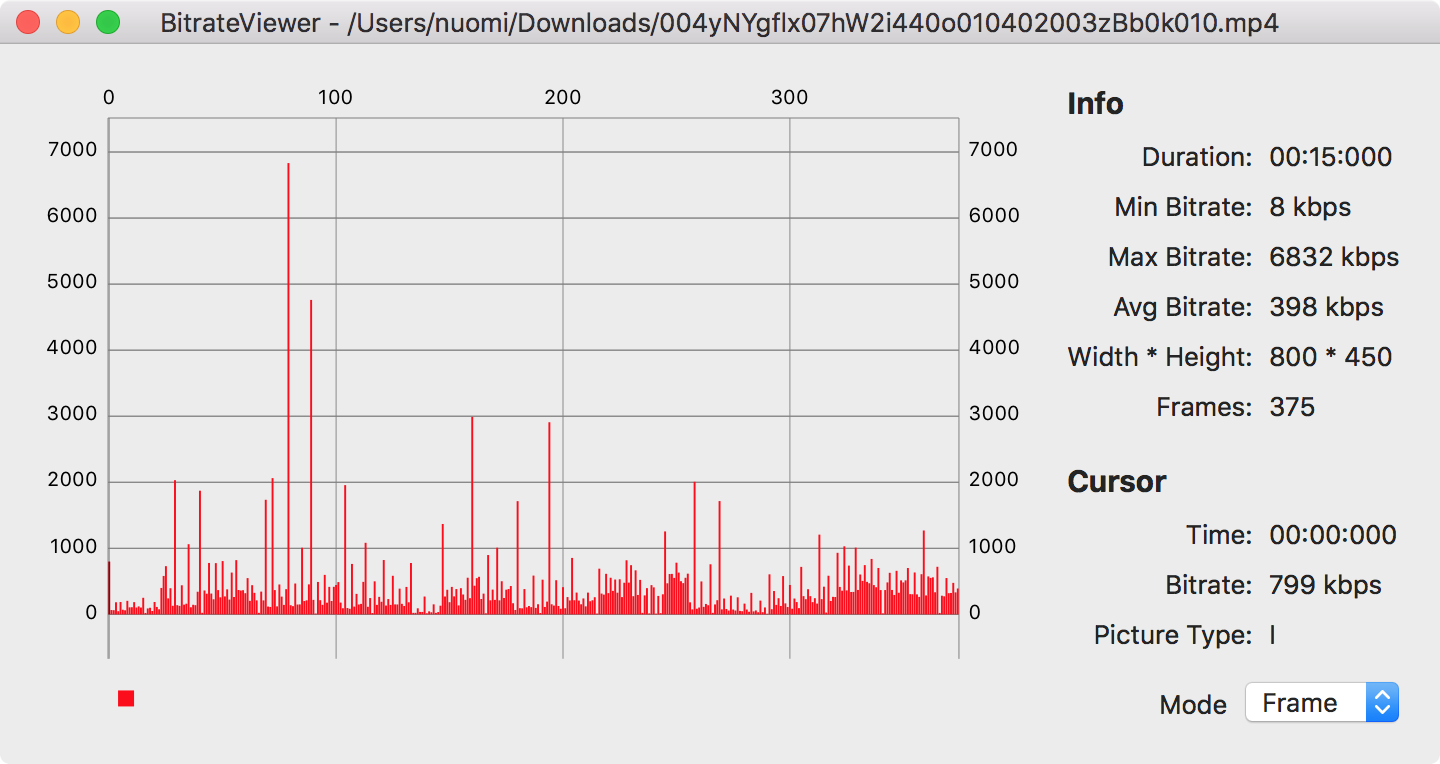 BitrateViewer - /Users/nuomi/Downloads/004yNYgflx07hW2i440o010402003zBb0k010.mp4
0 100 200 300
7000 7000
6000 6000
5000 5000
4000 4000
3000 3000
2000 2000
1000 1000
0 0
Info
Duration: 00:15:000
Min Bitrate: 8 kbps
Max Bitrate: 6832 kbps
Avg Bitrate: 398 kbps
Width * Height: 800 * 450
Frames: 375
Cursor
Time: 00:00:000
Bitrate: 799 kbps
Picture Type: I
Mode Frame